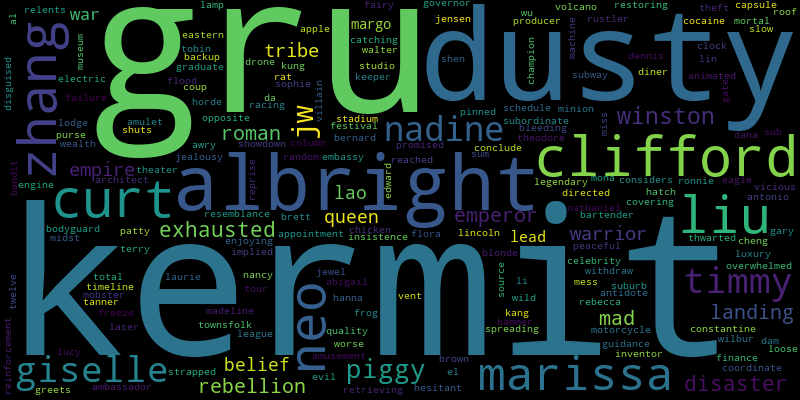 al relents war lamp fairy governor volcano restoring theft capsule roof
gru dusty
margo jensen wu producer rustler cocaine mortal slow
zhang eastern tobin backup graduate tribe apple catching walter studio keeper
museum disguised electric drone kung rat sophie da racing villain
shen champion machine subway dennis clock lin diner animated gates
failure coup flood horde opposite jw stadium festival bernard
amulet shuts lodge purse wealth roman nadine pinned schedule minion subordinate bleeding theodore miss winston dana sub
awry showdown column random embassy promised reached sum conclude clifford
jealousy theater architect empire bandit engine reprise edward
albright lao legendary mona considers ronnie eagle vicious
curt queen directed hatch antonio nathaniel covering liu
resemblance brett chicken flora lincoln emperor bartender thwarted gary
bodyguard patty exhausted appointment insistence lead warrior cheng
midst terry enjoying implied blonde peaceful luxury
kermit
twelve total timeline mobster tanner laurie nancy tour jewel abigail hanna vent source li wild celebrity withdraw mess suburb antidote rebecca timmy overwhelmed
freeze madeline neo frog kang hammer mad motorcycle landing constantine
laser townsfolk league quality worse spreading guidance inventor wilbur dam loose
reinforcement lucy belief amusement brown finance coordinate
giselle strapped evil piggy el marissa disaster
greets ambassador rebellion retrieving hesitant